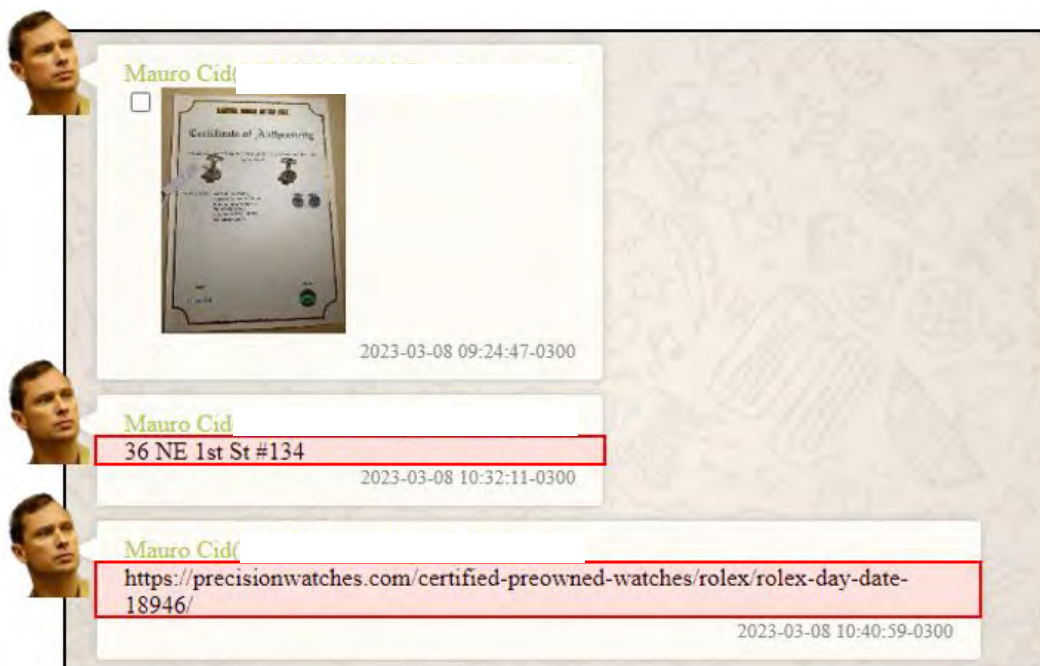 Mauro Cid(
Certificate of Authenticity
2023-03-08 09:24:47-0300
Mauro Cid
36 NE 1st St #134
2023-03-08 10:32:11-0300
Mauro Cid(
https://precisionwatches.com/certified-preowned-watches/rolex/rolex-day-date-
18946/
2023-03-08 10:40:59-0300